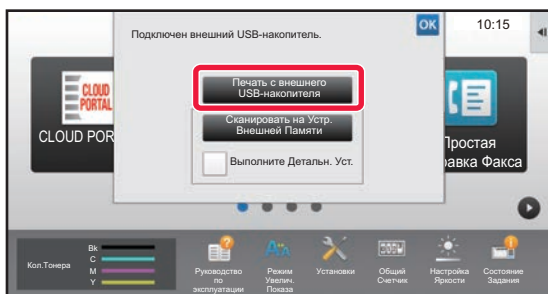 Подключен внешний USB-накопитель.
OK
10:15
Печать с внешнего
USB-накопителя
Сканировать на Устр.
Внешней Памяти
Выполните Детальн. Уст.
CLOUD
PORTAL
CLOUD POR
Простая
равка Факса
Кол.Тонера
Bk
C
M
Y
Руководство
по
эксплуатации
Режим
Увелич.
Показа
Установки
Общий
Счетчик
Настройка
Яркости
Состояние
Задания